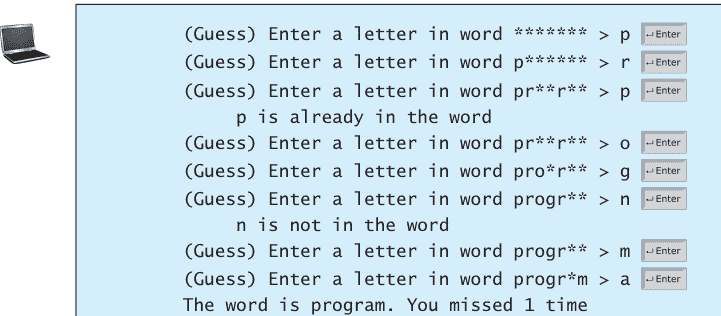 (Guess) Enter a letter in word ******* > p ↵Enter
(Guess) Enter a letter in word p****** > r ↵Enter
(Guess) Enter a letter in word pr**r** > p ↵Enter
p is already in the word
(Guess) Enter a letter in word pr**r** > o ↵Enter
(Guess) Enter a letter in word pro*r** > g ↵Enter
(Guess) Enter a letter in word progr** > n ↵Enter
n is not in the word
(Guess) Enter a letter in word progr** > m ↵Enter
(Guess) Enter a letter in word progr*m > a ↵Enter
The word is program. You missed 1 time